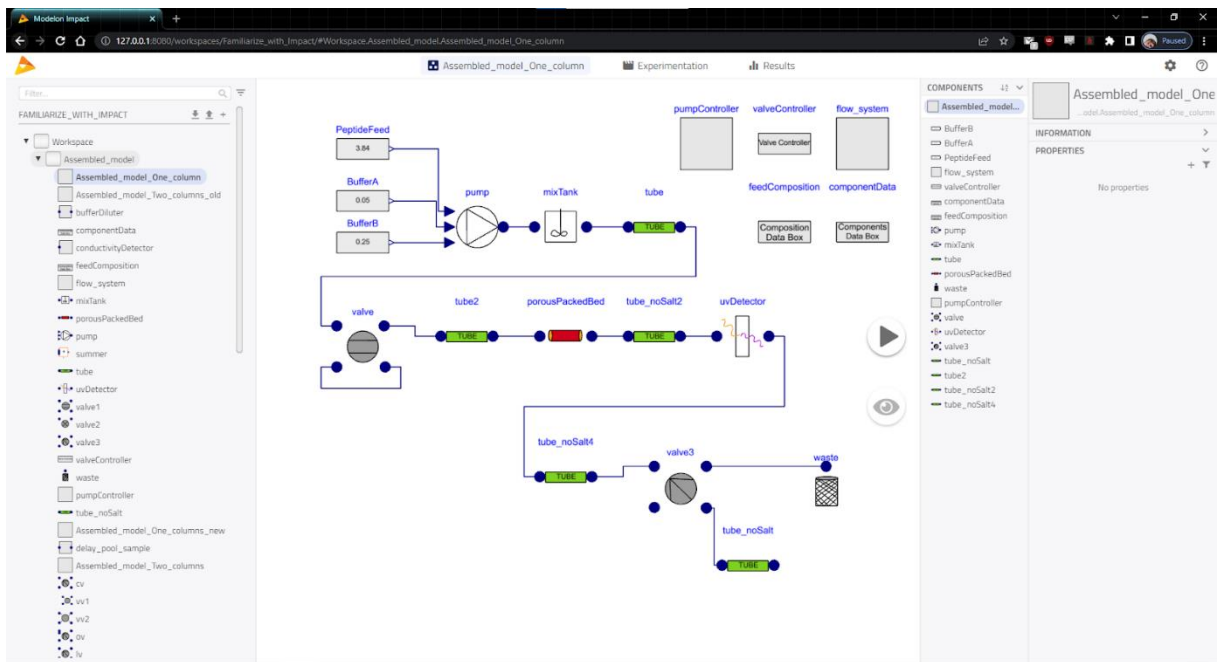 Modelon Impact
127.0.0.1:8080/workspaces/Familiarize_with_Impact/#Workspace.Assembled_model.Assembled_model_One_column
Paused
Assembled_model_One_column
Experimentation
Results
Filter...
FAMILIARIZE_WITH_IMPACT
Workspace
Assembled_model
Assembled_model_One_column
Assembled_model_Two_columns_old
bufferDiluter
componentData
conductivityDetector
feedComposition
flow_system
mixTank
porousPackedBed
pump
summer
tube
uvDetector
valve1
valve2
valve3
valveController
waste
pumpController
tube_noSalt
Assembled_model_One_columns_new
delay_pool_sample
Assembled_model_Two_columns
cv
vv1
vv2
ov
lv
pumpController
valveController
flow_system
PeptideFeed
3.84
Valve Controller
BufferA
0.05
BufferB
0.25
pump
mixTank
tube
TUBE
feedComposition
componentData
Composition
Data Box
Components
Data Box
valve
tube2
TUBE
porousPackedBed
tube_noSalt2
TUBE
uvDetector
tube_noSalt4
TUBE
valve3
waste
tube_noSalt
TUBE
COMPONENTS
Assembled_model...
BufferB
BufferA
PeptideFeed
flow_system
valveController
componentData
feedComposition
pump
mixTank
tube
porousPackedBed
waste
pumpController
valve
uvDetector
valve3
tube_noSalt
tube2
tube_noSalt2
tube_noSalt4
Assembled_model_One
...odel.Assembled_model_One_column
INFORMATION
PROPERTIES
No properties